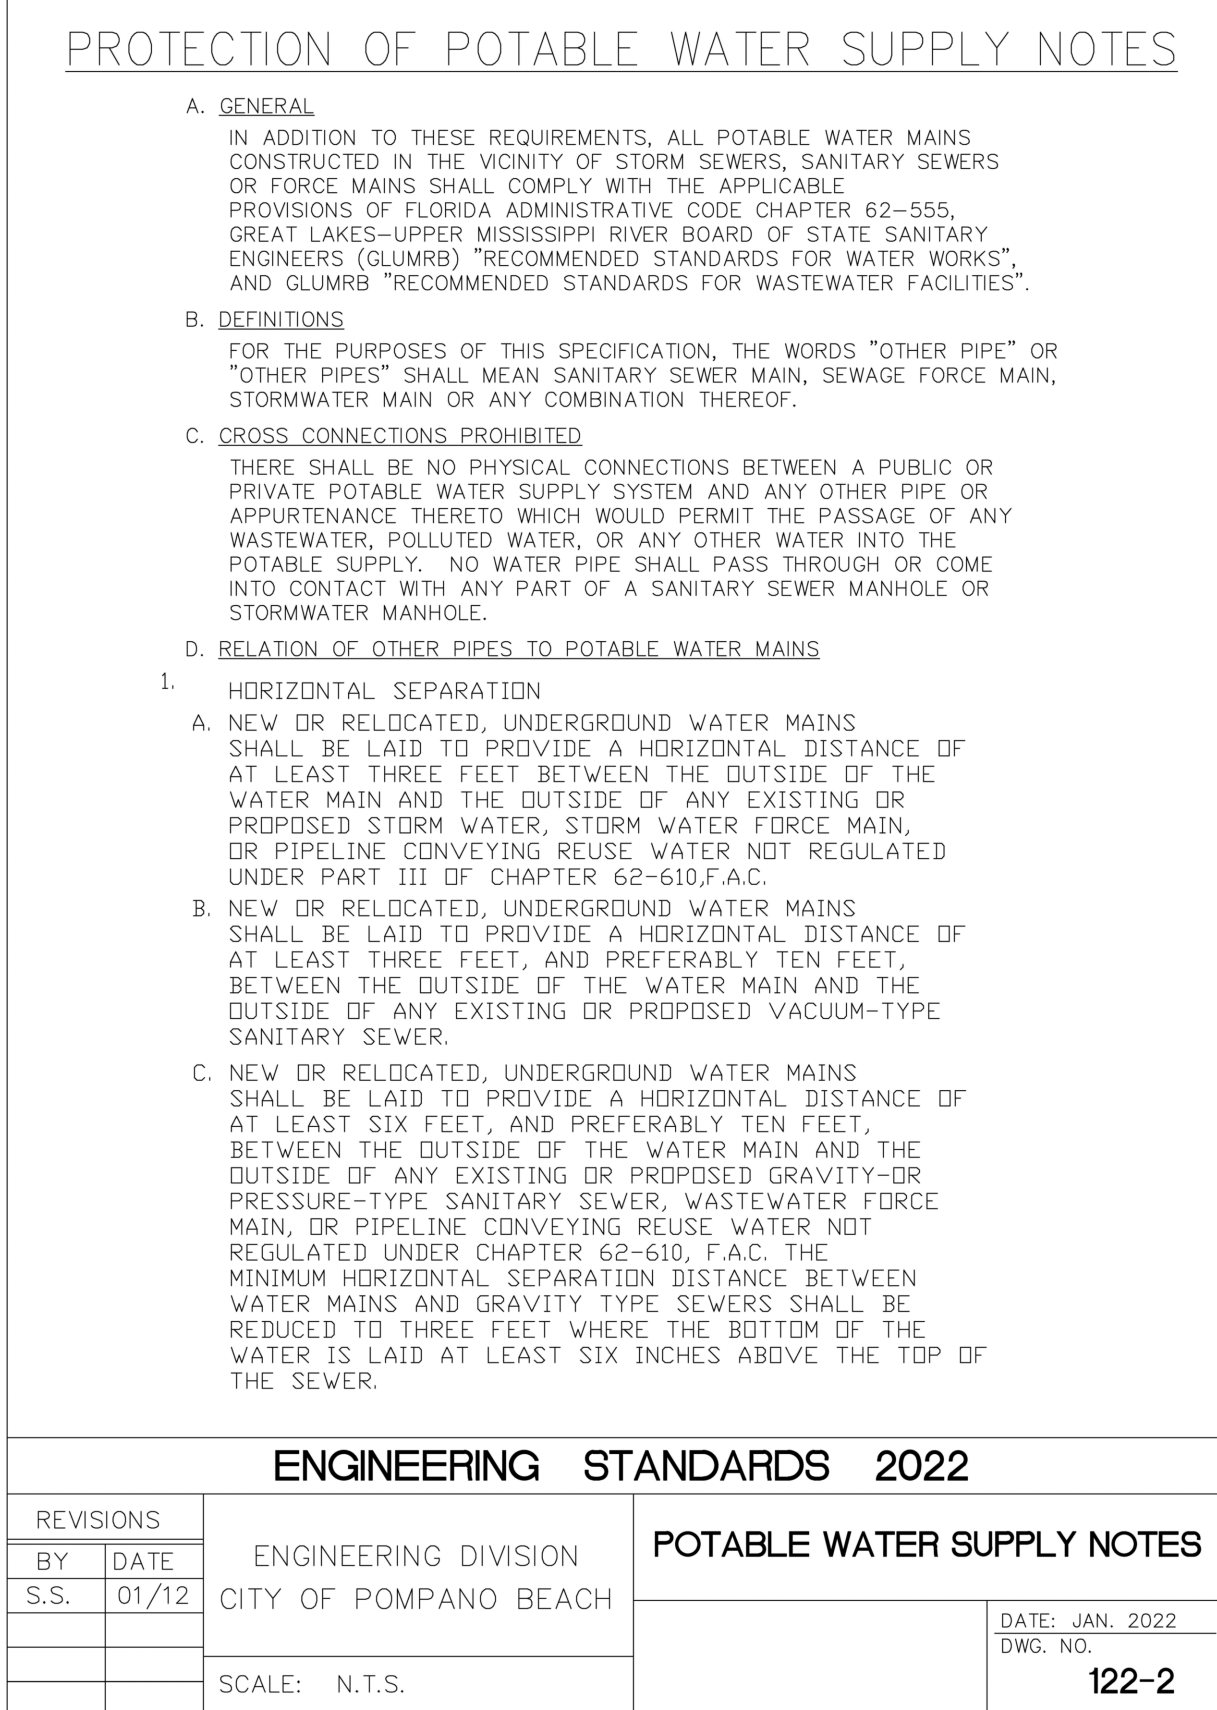 PROTECTION OF POTABLE WATER SUPPLY NOTES
A. GENERAL
IN ADDITION TO THESE REQUIREMENTS, ALL POTABLE WATER MAINS
CONSTRUCTED IN THE VICINITY OF STORM SEWERS, SANITARY SEWERS
OR FORCE MAINS SHALL COMPLY WITH THE APPLICABLE
PROVISIONS OF FLORIDA ADMINISTRATIVE CODE CHAPTER 62-555,
GREAT LAKES-UPPER MISSISSIPPI RIVER BOARD OF STATE SANITARY
ENGINEERS (GLUMRB) "RECOMMENDED STANDARDS FOR WATER WORKS",
AND GLUMRB "RECOMMENDED STANDARDS FOR WASTEWATER FACILITIES".
B. DEFINITIONS
FOR THE PURPOSES OF THIS SPECIFICATION, THE WORDS "OTHER PIPE" OR
"OTHER PIPES" SHALL MEAN SANITARY SEWER MAIN, SEWAGE FORCE MAIN,
STORMWATER MAIN OR ANY COMBINATION THEREOF.
C. CROSS CONNECTIONS PROHIBITED
THERE SHALL BE NO PHYSICAL CONNECTIONS BETWEEN A PUBLIC OR
PRIVATE POTABLE WATER SUPPLY SYSTEM AND ANY OTHER PIPE OR
APPURTENANCE THERETO WHICH WOULD PERMIT THE PASSAGE OF ANY
WASTEWATER, POLLUTED WATER, OR ANY OTHER WATER INTO THE
POTABLE SUPPLY. NO WATER PIPE SHALL PASS THROUGH OR COME
INTO CONTACT WITH ANY PART OF A SANITARY SEWER MANHOLE OR
STORMWATER MANHOLE.
D. RELATION OF OTHER PIPES TO POTABLE WATER MAINS
1. HORIZONTAL SEPARATION
A. NEW OR RELOCATED, UNDERGROUND WATER MAINS
SHALL BE LAID TO PROVIDE A HORIZONTAL DISTANCE OF
AT LEAST THREE FEET BETWEEN THE OUTSIDE OF THE
WATER MAIN AND THE OUTSIDE OF ANY EXISTING OR
PROPOSED STORM WATER, STORM WATER FORCE MAIN,
OR PIPELINE CONVEYING REUSE WATER NOT REGULATED
UNDER PART III OF CHAPTER 62-610,F.A.C.
B. NEW OR RELOCATED, UNDERGROUND WATER MAINS
SHALL BE LAID TO PROVIDE A HORIZONTAL DISTANCE OF
AT LEAST THREE FEET, AND PREFERABLY TEN FEET,
BETWEEN THE OUTSIDE OF THE WATER MAIN AND THE
OUTSIDE OF ANY EXISTING OR PROPOSED VACUUM-TYPE
SANITARY SEWER.
C. NEW OR RELOCATED, UNDERGROUND WATER MAINS
SHALL BE LAID TO PROVIDE A HORIZONTAL DISTANCE OF
AT LEAST SIX FEET, AND PREFERABLY TEN FEET,
BETWEEN THE OUTSIDE OF THE WATER MAIN AND THE
OUTSIDE OF ANY EXISTING OR PROPOSED GRAVITY-OR
PRESSURE-TYPE SANITARY SEWER, WASTEWATER FORCE
MAIN, OR PIPELINE CONVEYING REUSE WATER NOT
REGULATED UNDER CHAPTER 62-610, F.A.C. THE
MINIMUM HORIZONTAL SEPARATION DISTANCE BETWEEN
WATER MAINS AND GRAVITY TYPE SEWERS SHALL BE
REDUCED TO THREE FEET WHERE THE BOTTOM OF THE
WATER IS LAID AT LEAST SIX INCHES ABOVE THE TOP OF
THE SEWER.
ENGINEERING STANDARDS 2022
REVISIONS
BY DATE
S.S. 01/12
ENGINEERING DIVISION
CITY OF POMPANO BEACH
SCALE: N.T.S.
POTABLE WATER SUPPLY NOTES
DATE: JAN. 2022
DWG. NO.
122-2